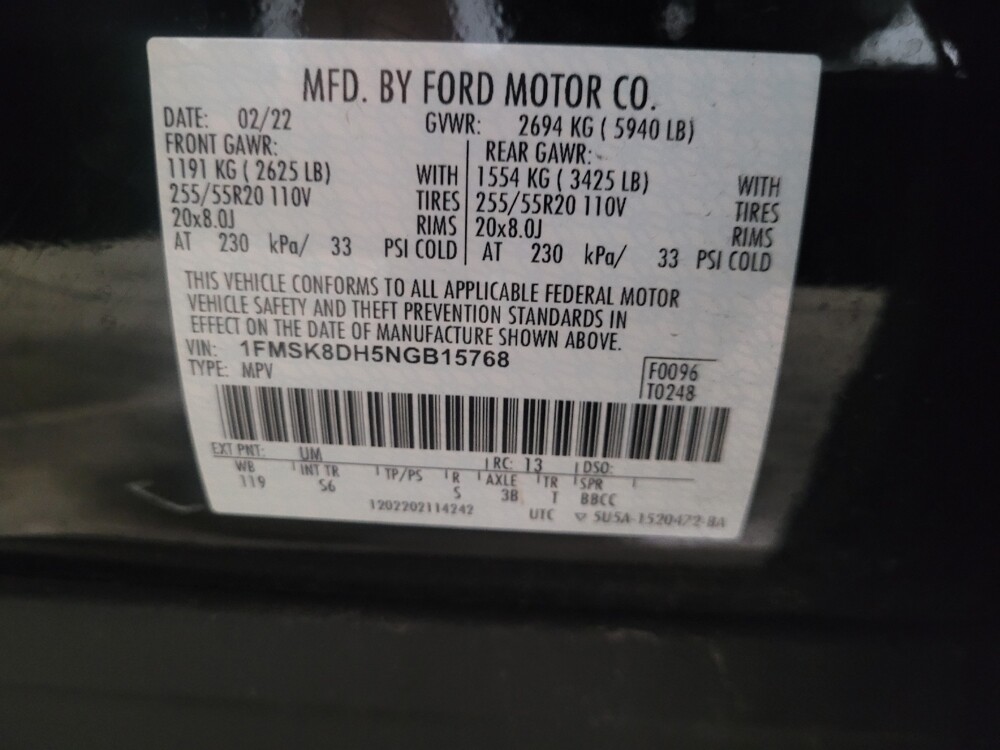 MFD. BY FORD MOTOR CO.
DATE: 02/22 GVWR: 2694 KG ( 5940 LB)
FRONT GAWR: REAR GAWR:
1191 KG ( 2625 LB) WITH 1554 KG ( 3425 LB) WITH
255/55R20 110V TIRES 255/55R20 110V TIRES
20x8.0J RIMS 20x8.0J RIMS
AT 230 kPa/ 33 PSI COLD AT 230 kPa/ 33 PSI COLD
THIS VEHICLE CONFORMS TO ALL APPLICABLE FEDERAL MOTOR
VEHICLE SAFETY AND THEFT PREVENTION STANDARDS IN
EFFECT ON THE DATE OF MANUFACTURE SHOWN ABOVE.
VIN: 1FMSK8DH5NGB15768
TYPE: MPV
F0096
T0248
EXT PNT: UM RC: 13 DSO:
WB INT TR TP/PS R AXLE TR SPR
119 S6 S 3B T BBCC
1202202114242 UTC ▽ 5U5A-1520472-BA